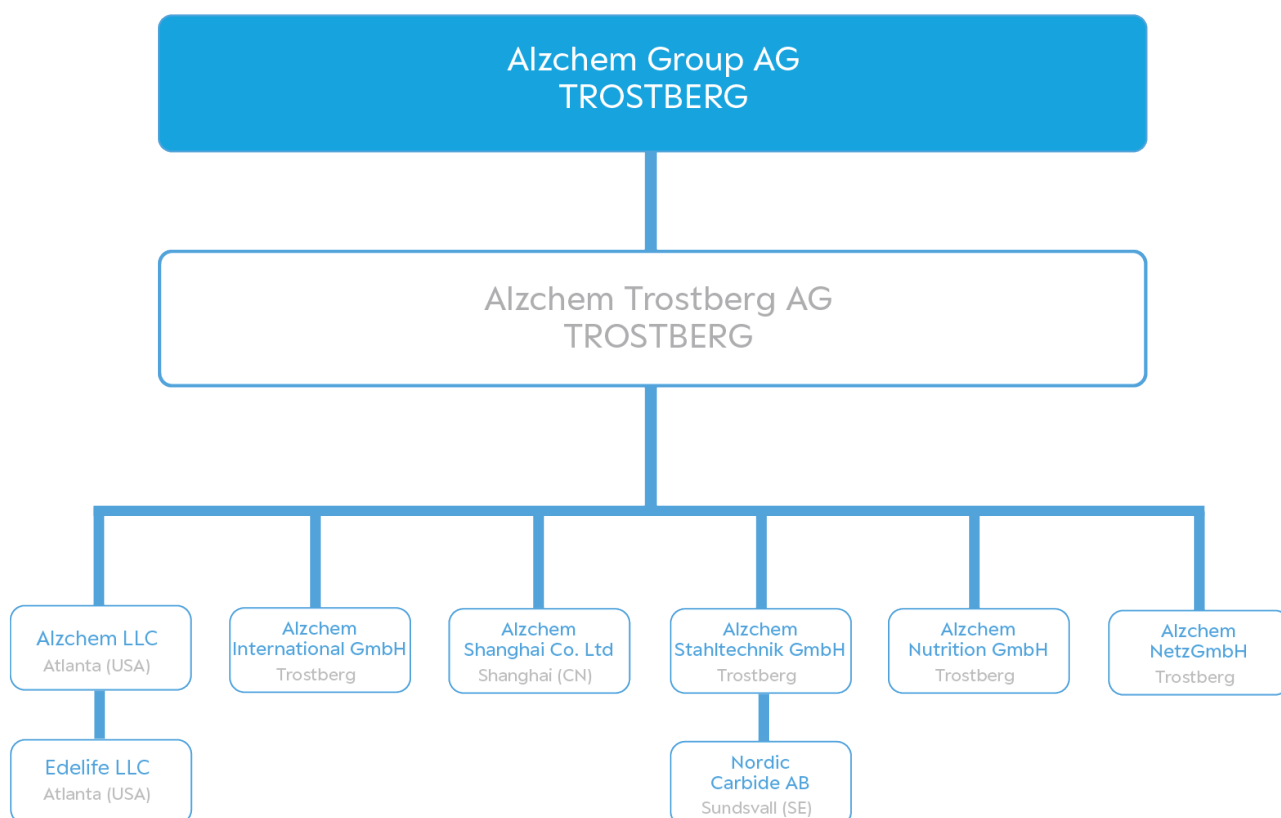 Alzchem Group AG
TROSTBERG
Alzchem Trostberg AG
TROSTBERG
Alzchem LLC
Atlanta (USA)
Alzchem
International GmbH
Trostberg
Alzchem
Shanghai Co. Ltd
Shanghai (CN)
Alzchem
Stahltechnik GmbH
Trostberg
Alzchem
Nutrition GmbH
Trostberg
Alzchem
NetzGmbH
Trostberg
Edelife LLC
Atlanta (USA)
Nordic
Carbide AB
Sundsvall (SE)